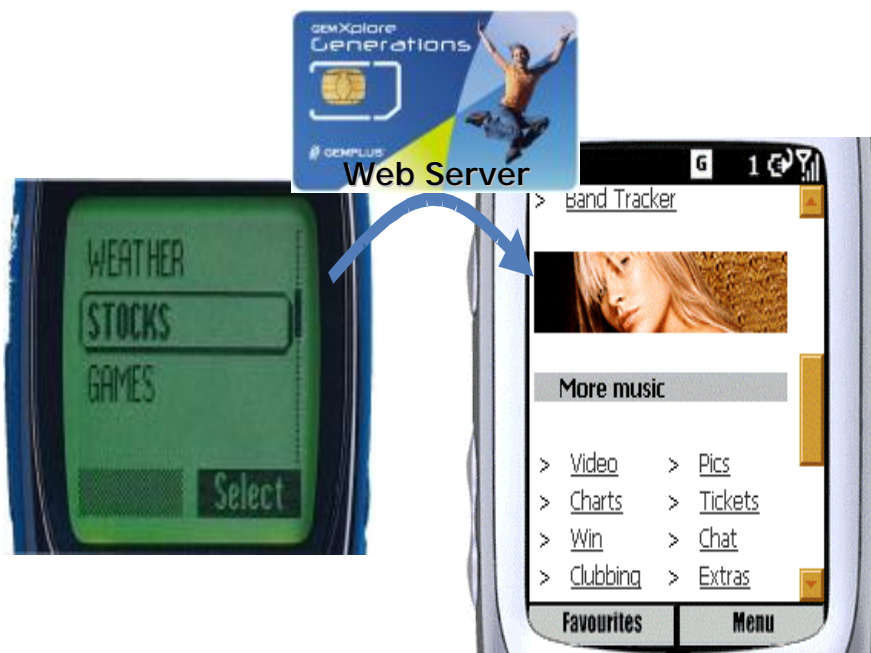 GEMXplore
Generations
GEMPLUS
Web Server
WEATHER
STOCKS
GAMES
Select
G 1
> Band Tracker
More music
> Video > Pics
> Charts > Tickets
> Win > Chat
> Clubbing > Extras
Favourites Menu